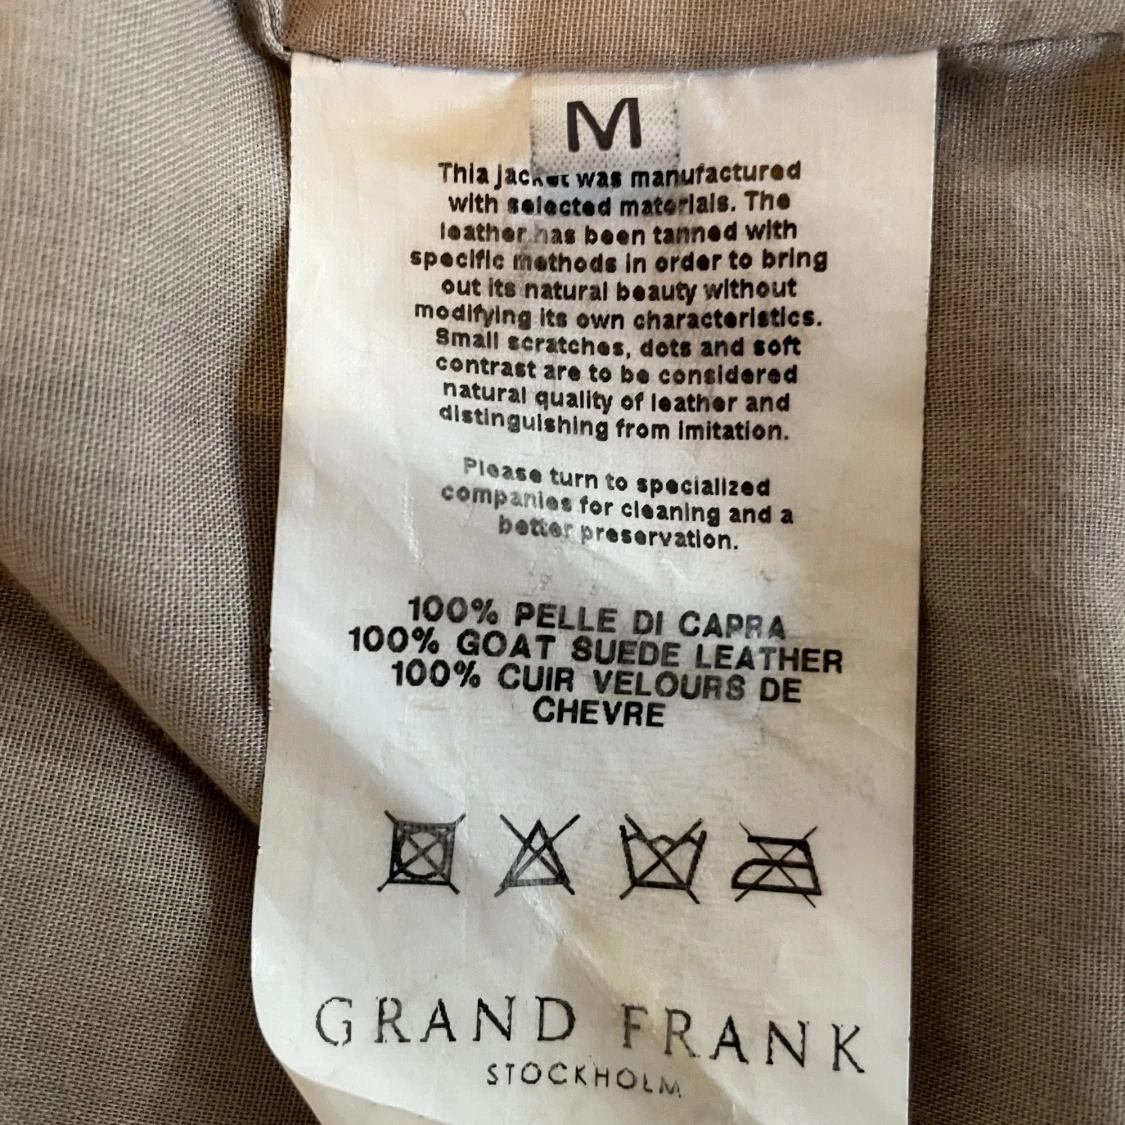 M
Thia jacket was manufactured
with selected materials. The
leather has been tanned with
specific methods in order to bring
out its natural beauty without
modifying its own characteristics.
Small scratches, dots and soft
contrast are to be considered
natural quality of leather and
distinguishing from imitation.
Please turn to specialized
companies for cleaning and a
better preservation.
100% PELLE DI CAPRA
100% GOAT SUEDE LEATHER
100% CUIR VELOURS DE
CHEVRE
GRAND FRANK
STOCKHOLM